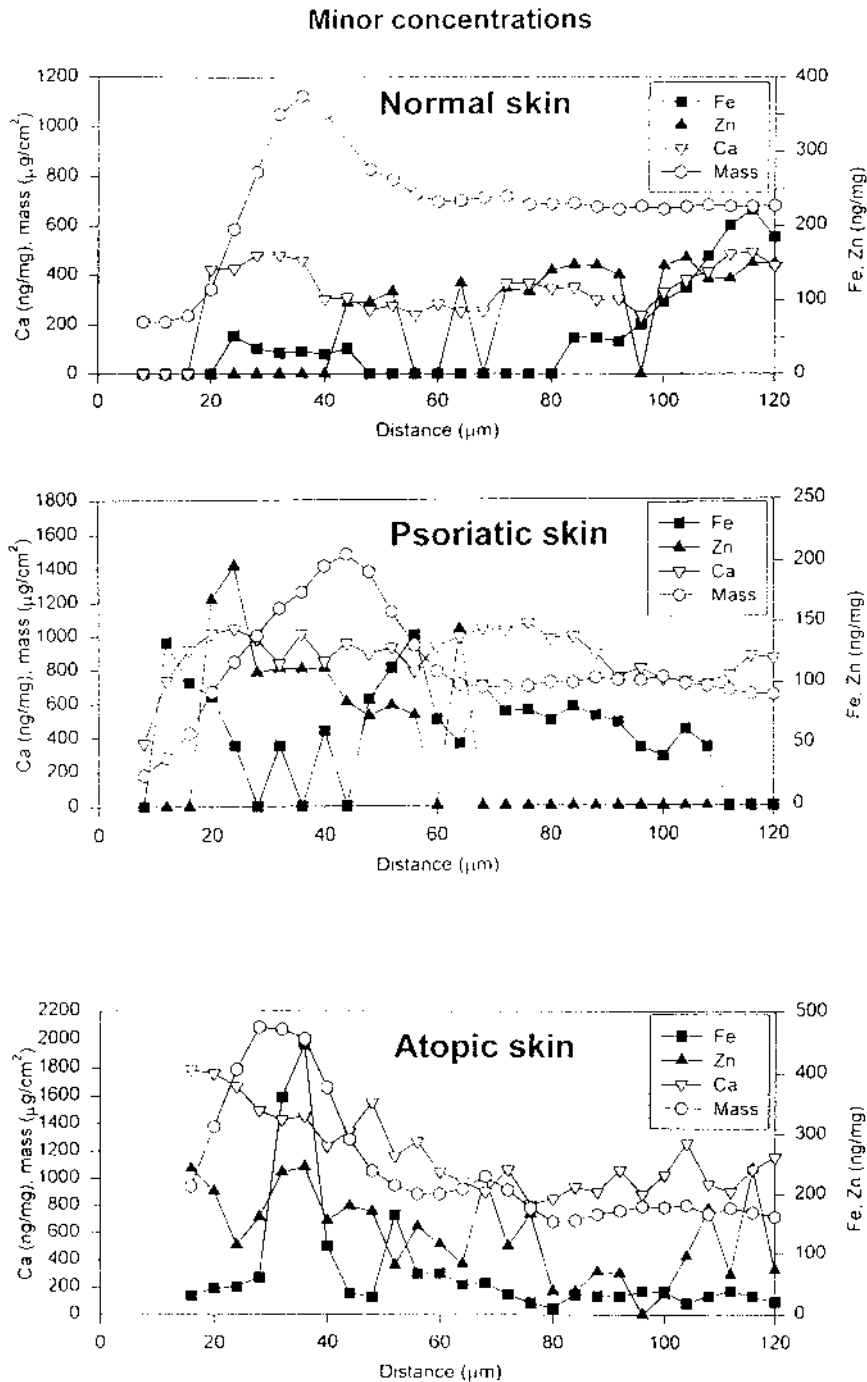 Minor concentrations
Normal skin
Fe
Zn
Ca
Mass
Ca (ng/mg), mass (μg/cm²)
1200
1000
800
600
400
200
0
400
300
200
100
0
Fe, Zn (ng/mg)
0 20 40 60 80 100 120
Distance (μm)
Psoriatic skin
Fe
Zn
Ca
Mass
Ca (ng/mg), mass (μg/cm²)
1800
1600
1400
1200
1000
800
600
400
200
0
250
200
150
100
50
0
Fe, Zn (ng/mg)
0 20 40 60 80 100 120
Distance (μm)
Atopic skin
Fe
Zn
Ca
Mass
Ca (ng/mg), mass (μg/cm²)
2200
2000
1800
1600
1400
1200
1000
800
600
400
200
0
500
400
300
200
100
0
Fe, Zn (ng/mg)
0 20 40 60 80 100 120
Distance (μm)